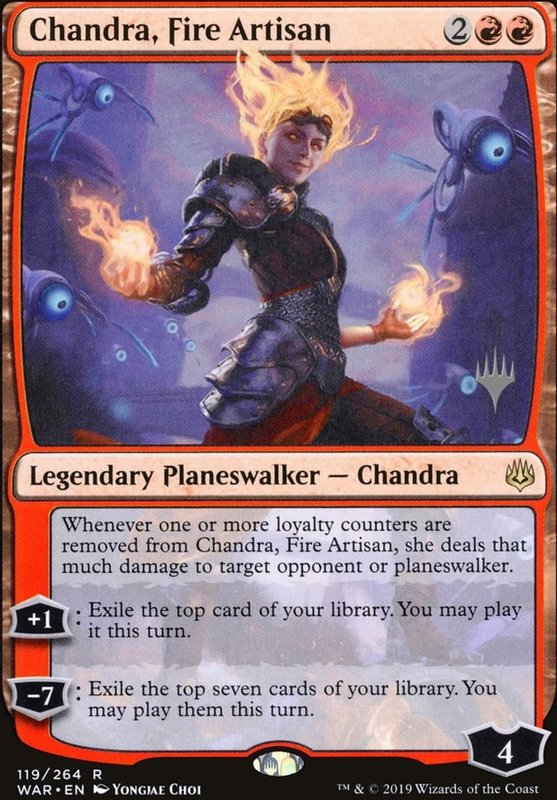 Chandra, Fire Artisan 2
Legendary Planeswalker — Chandra
Whenever one or more loyalty counters are
removed from Chandra, Fire Artisan, she deals that
much damage to target opponent or planeswalker.
+1 : Exile the top card of your library. You may play
it this turn.
−7 : Exile the top seven cards of your library. You
may play them this turn.
4
119/264 R
WAR • EN Yongjae Choi
™ & © 2019 Wizards of the Coast